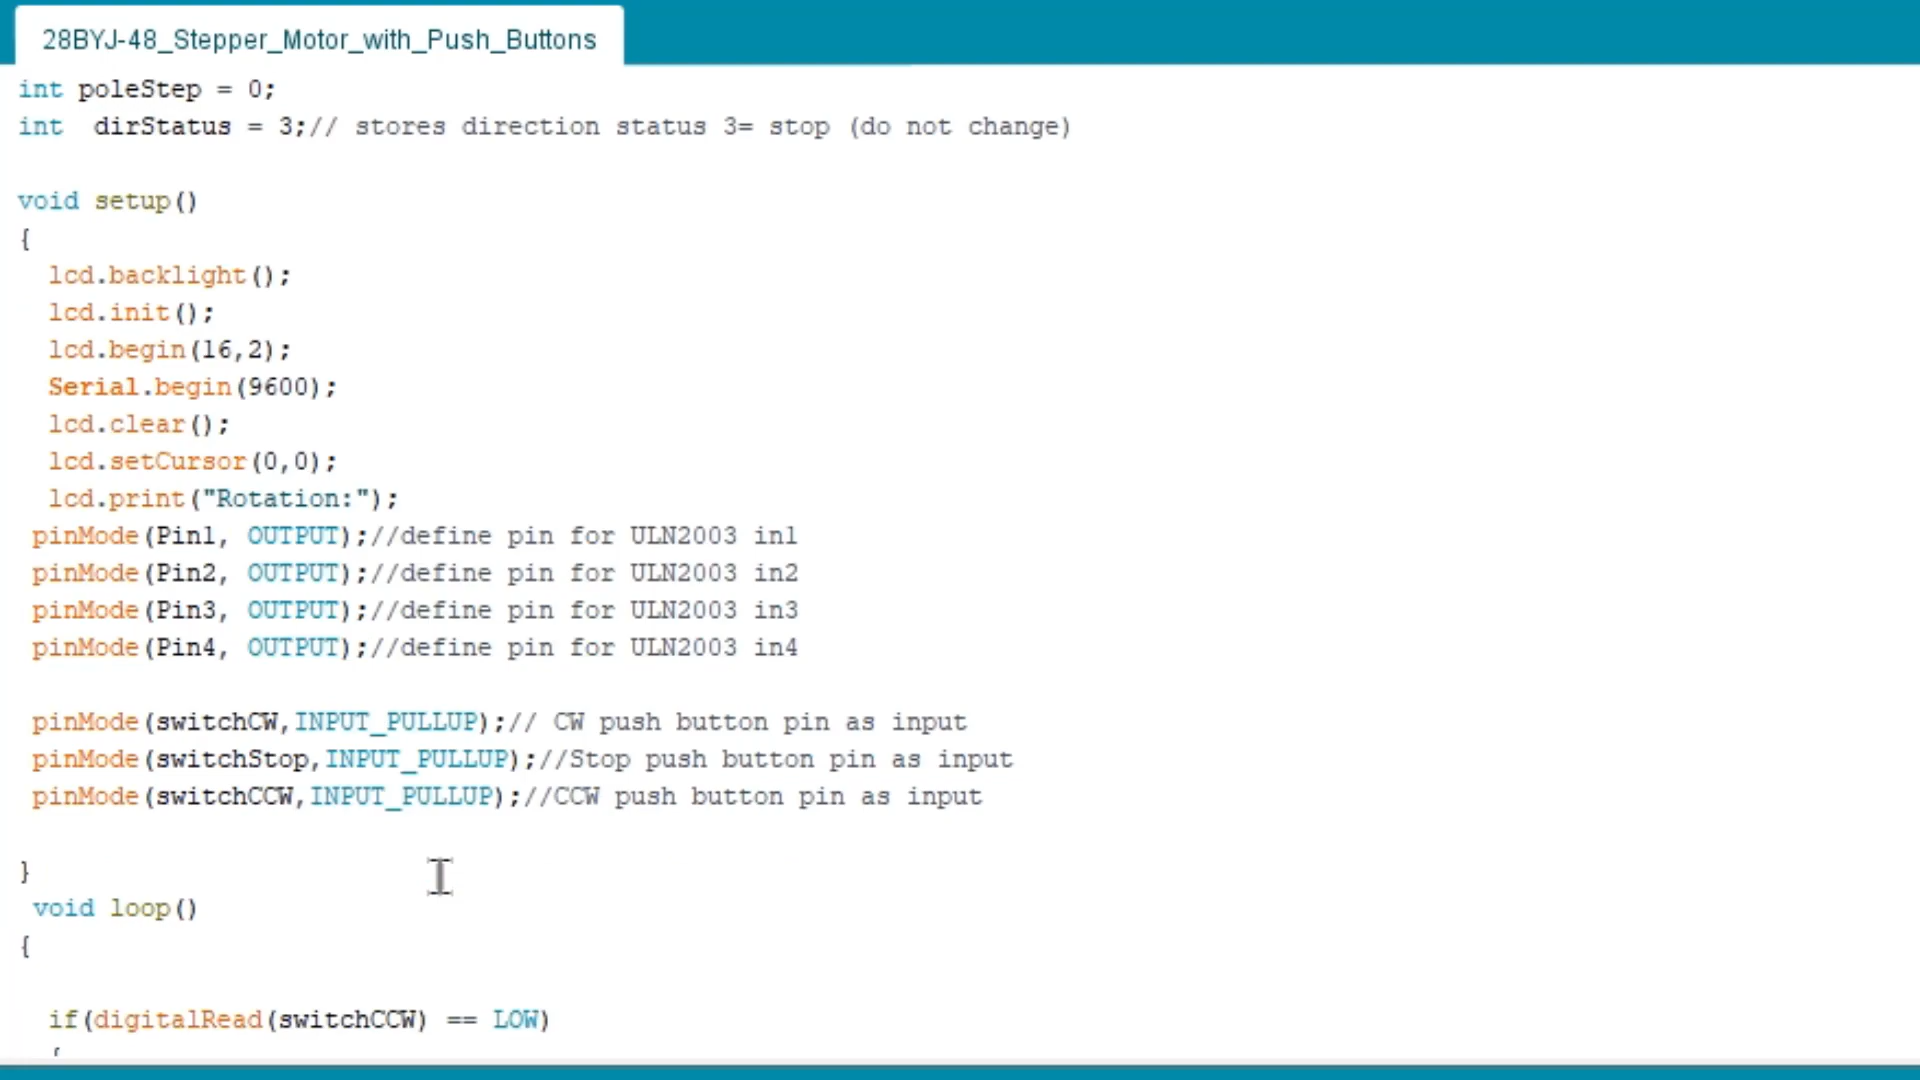 28BYJ-48_Stepper_Motor_with_Push_Buttons
int poleStep = 0;
int  dirStatus = 3;// stores direction status 3= stop (do not change)
void setup()
{
lcd.backlight();
lcd.init();
lcd.begin(16,2);
Serial.begin(9600);
lcd.clear();
lcd.setCursor(0,0);
lcd.print("Rotation:");
pinMode(Pin1, OUTPUT);//define pin for ULN2003 in1
pinMode(Pin2, OUTPUT);//define pin for ULN2003 in2
pinMode(Pin3, OUTPUT);//define pin for ULN2003 in3
pinMode(Pin4, OUTPUT);//define pin for ULN2003 in4
pinMode(switchCW,INPUT_PULLUP);// CW push button pin as input
pinMode(switchStop,INPUT_PULLUP);//Stop push button pin as input
pinMode(switchCCW,INPUT_PULLUP);//CCW push button pin as input
}
void loop()
{
if(digitalRead(switchCCW) == LOW)
{